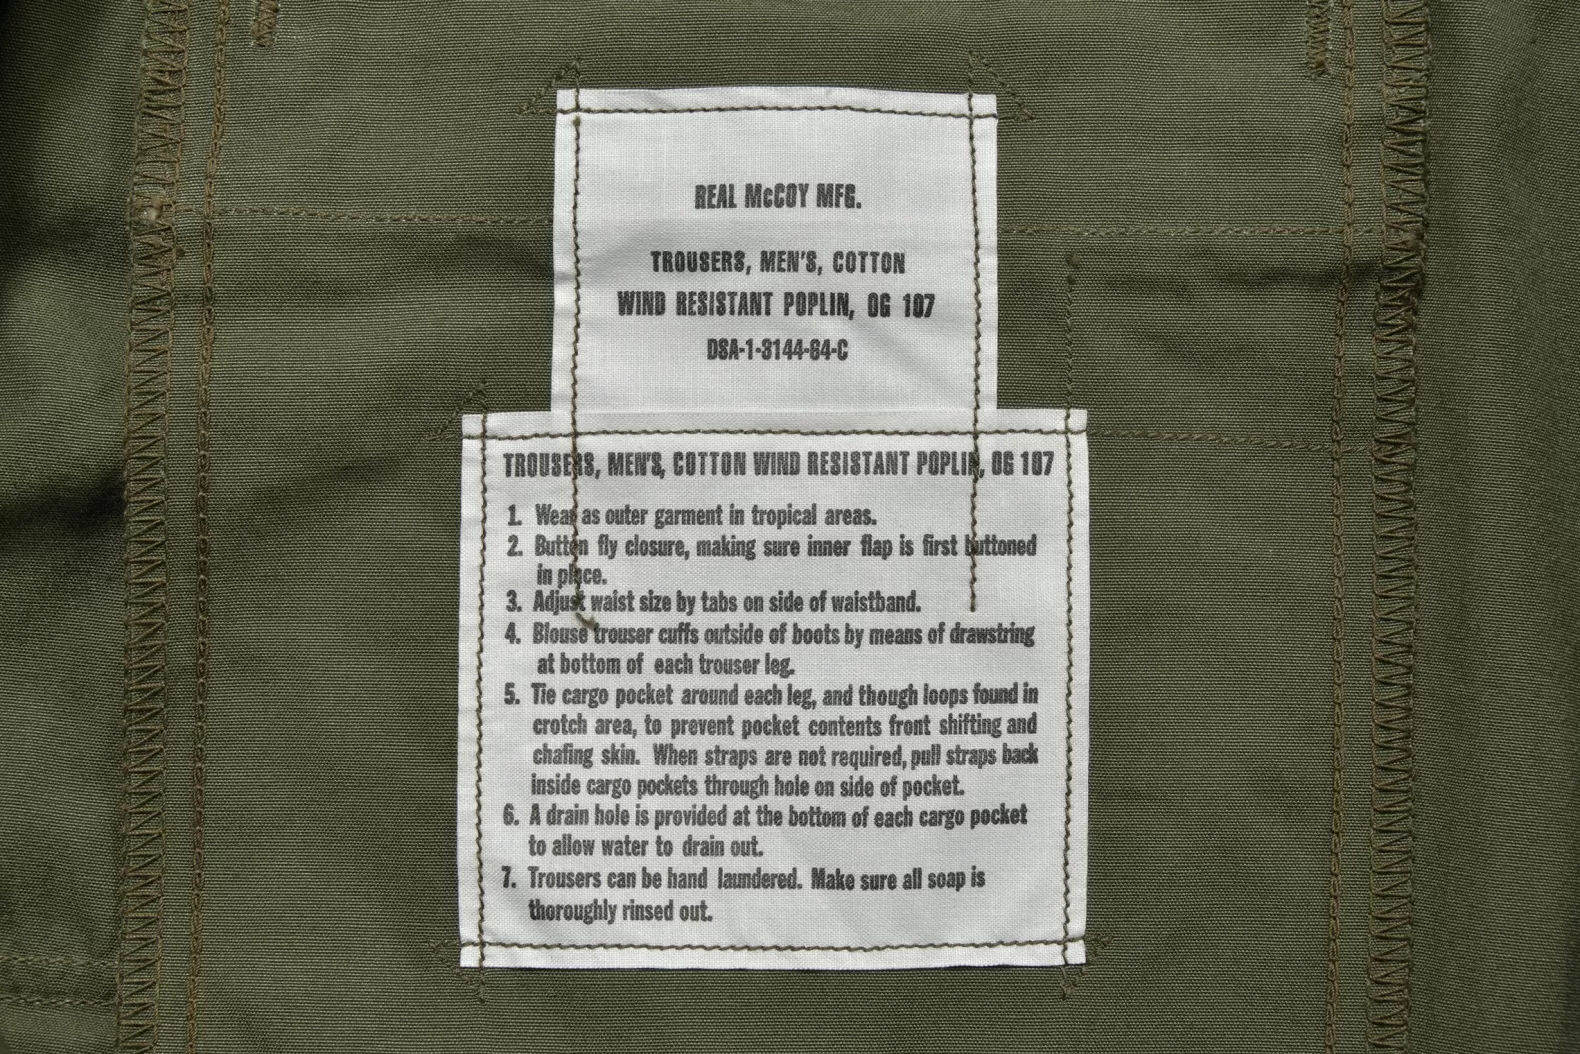 REAL McCOY MFG.
TROUSERS, MEN'S, COTTON
WIND RESISTANT POPLIN, OG 107
DSA-1-3144-64-C
TROUSERS, MEN'S, COTTON WIND RESISTANT POPLIN, OG 107
1. Wear as outer garment in tropical areas.
2. Button fly closure, making sure inner flap is first buttoned
in place.
3. Adjust waist size by tabs on side of waistband.
4. Blouse trouser cuffs outside of boots by means of drawstring
at bottom of each trouser leg.
5. Tie cargo pocket around each leg, and though loops found in
crotch area, to prevent pocket contents front shifting and
chafing skin. When straps are not required, pull straps back
inside cargo pockets through hole on side of pocket.
6. A drain hole is provided at the bottom of each cargo pocket
to allow water to drain out.
7. Trousers can be hand laundered. Make sure all soap is
thoroughly rinsed out.